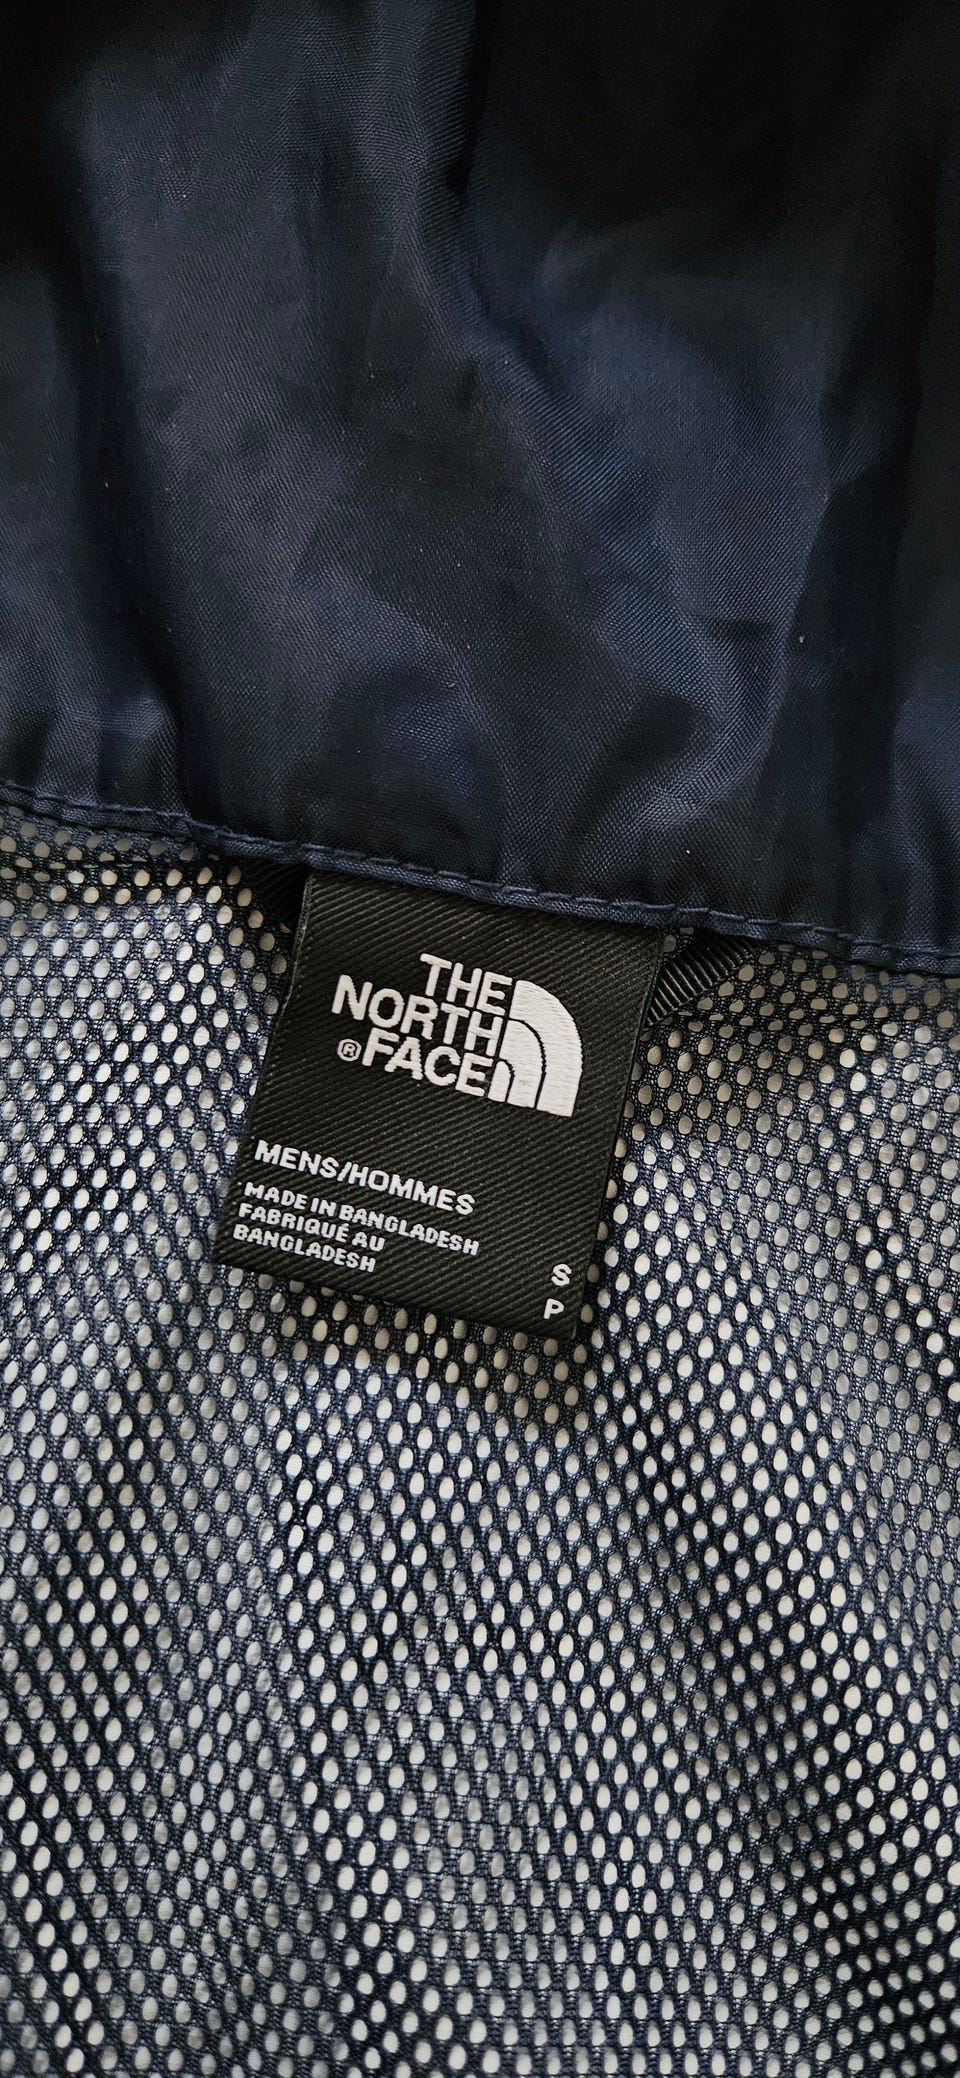 THE
NORTH
®FACE
MENS/HOMMES
MADE IN BANGLADESH
FABRIQUÉ AU
BANGLADESH
S
P